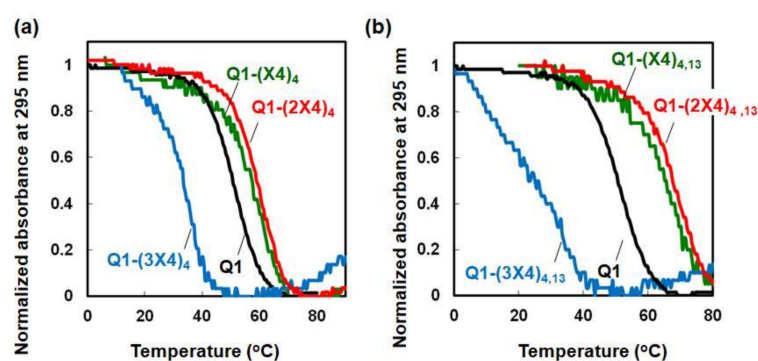 (a)
Normalized absorbance at 295 nm
1
0.8
0.6
0.4
0.2
0
Q1-(X4)4
Q1-(2X4)4
Q1-(3X4)4
Q1
0 20 40 60 80
Temperature (oC)
(b)
Normalized absorbance at 295 nm
1
0.8
0.6
0.4
0.2
0
Q1-(X4)4,13
Q1-(2X4)4 ,13
Q1-(3X4)4,13
Q1
0 20 40 60 80
Temperature (oC)